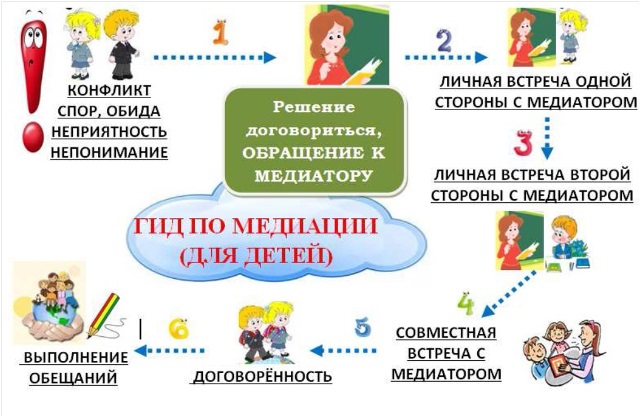 1
2
КОНФЛИКТ
СПОР, ОБИДА
НЕПРИЯТНОСТЬ
НЕПОНИМАНИЕ
Решение
договориться,
ОБРАЩЕНИЕ К
МЕДИАТОРУ
ЛИЧНАЯ ВСТРЕЧА ОДНОЙ
СТОРОНЫ С МЕДИАТОРОМ
3
ЛИЧНАЯ ВСТРЕЧА ВТОРОЙ
СТОРОНЫ С МЕДИАТОРОМ
ГИД ПО МЕДИАЦИИ
(ДЛЯ ДЕТЕЙ)
4
СОВМЕСТНАЯ
ВСТРЕЧА С
МЕДИАТОРОМ
5
ДОГОВОРЁННОСТЬ
6
ВЫПОЛНЕНИЕ
ОБЕЩАНИЙ